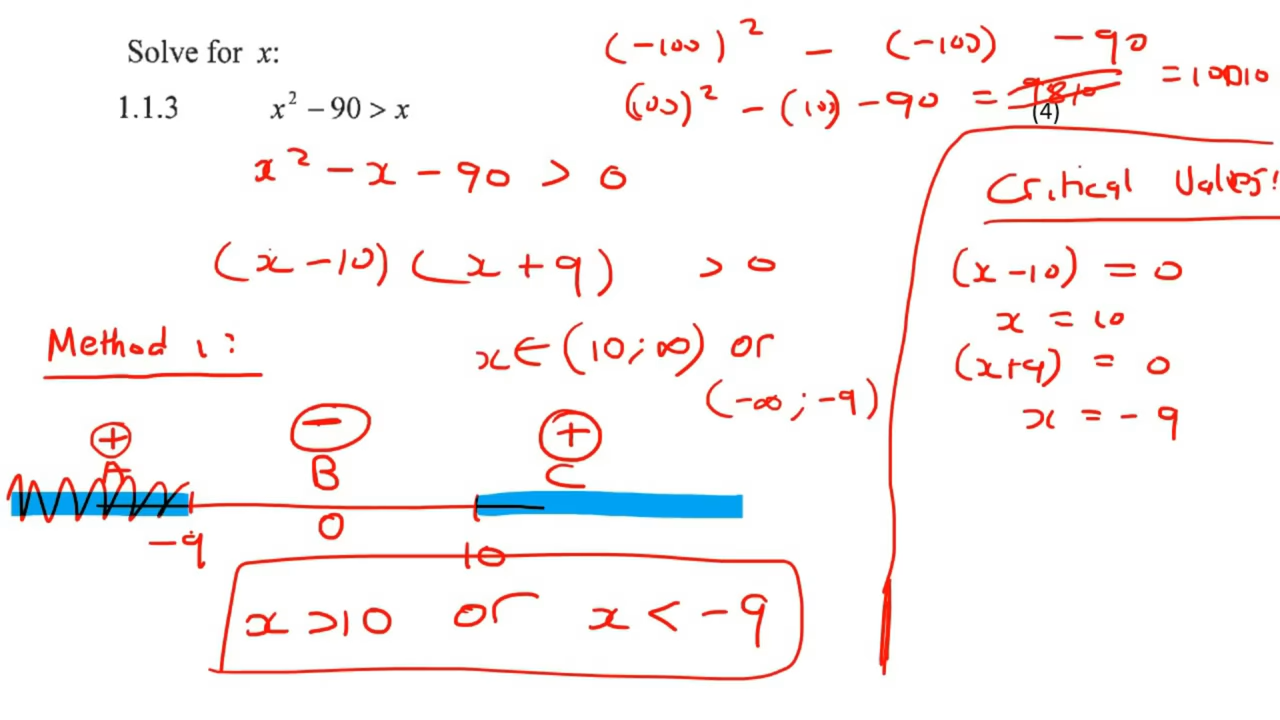 Solve for x:
(-100)² - (-100) -90
1.1.3 x² - 90 > x
(100)² - (10) - 90 = 9810 = 10010
(4)
x² - x - 90 > 0
Critical Values:
(x-10)(x+9) > 0
(x-10) = 0
x = 10
Method 1:
x∈(10;∞) or
(-∞;-9)
(x+9) = 0
x = -9
+ - +
A B C
-9 0 10
x>10 or x<-9